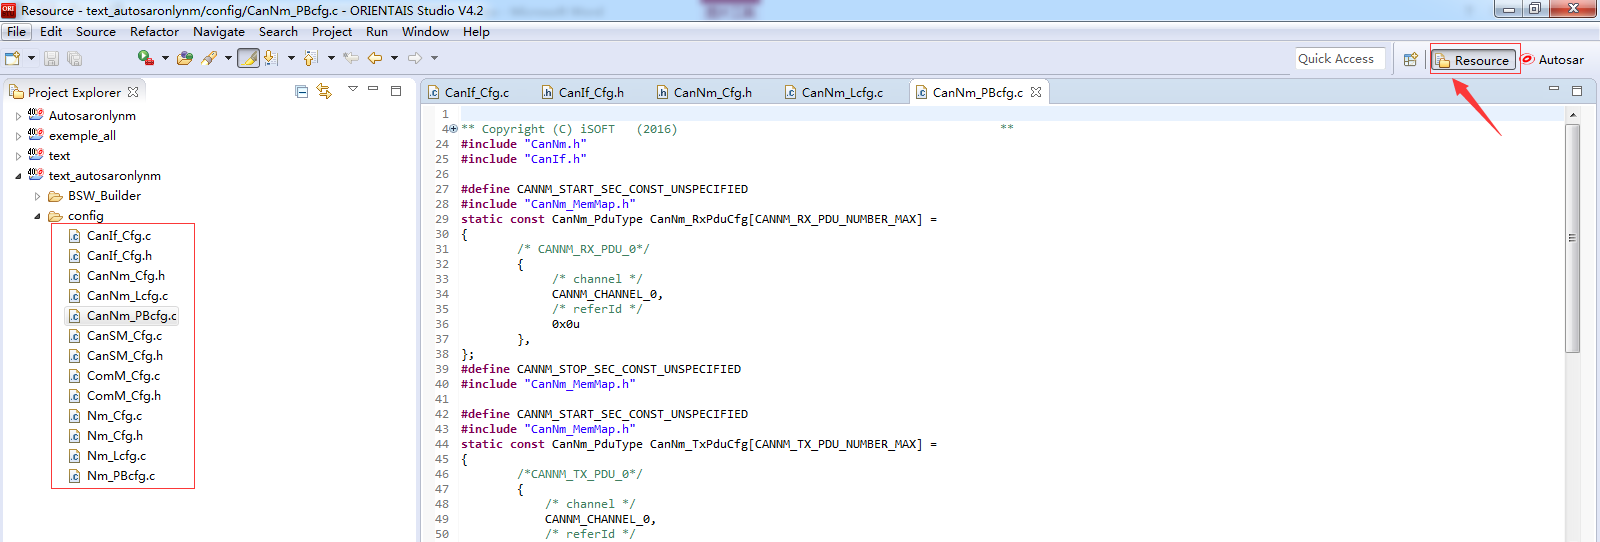 Resource - text_autosaronlynm/config/CanNm_PBcfg.c - ORIENTAIS Studio V4.2
File Edit Source Refactor Navigate Search Project Run Window Help
Quick Access Resource Autosar
Project Explorer
Autosaronlynm
exemple_all
text
text_autosaronlynm
BSW_Builder
config
CanIf_Cfg.c
CanIf_Cfg.h
CanNm_Cfg.h
CanNm_Lcfg.c
CanNm_PBcfg.c
CanSM_Cfg.c
CanSM_Cfg.h
ComM_Cfg.c
ComM_Cfg.h
Nm_Cfg.c
Nm_Cfg.h
Nm_Lcfg.c
Nm_PBcfg.c
CanIf_Cfg.c CanIf_Cfg.h CanNm_Cfg.h CanNm_Lcfg.c CanNm_PBcfg.c
1
4 ** Copyright (C) iSOFT (2016) **
24 #include "CanNm.h"
25 #include "CanIf.h"
26
27 #define CANNM_START_SEC_CONST_UNSPECIFIED
28 #include "CanNm_MemMap.h"
29 static const CanNm_PduType CanNm_RxPduCfg[CANNM_RX_PDU_NUMBER_MAX] =
30 {
31 /* CANNM_RX_PDU_0*/
32 {
33 /* channel */
34 CANNM_CHANNEL_0,
35 /* referId */
36 0x0u
37 },
38 };
39 #define CANNM_STOP_SEC_CONST_UNSPECIFIED
40 #include "CanNm_MemMap.h"
41
42 #define CANNM_START_SEC_CONST_UNSPECIFIED
43 #include "CanNm_MemMap.h"
44 static const CanNm_PduType CanNm_TxPduCfg[CANNM_TX_PDU_NUMBER_MAX] =
45 {
46 /*CANNM_TX_PDU_0*/
47 {
48 /* channel */
49 CANNM_CHANNEL_0,
50 /* referId */